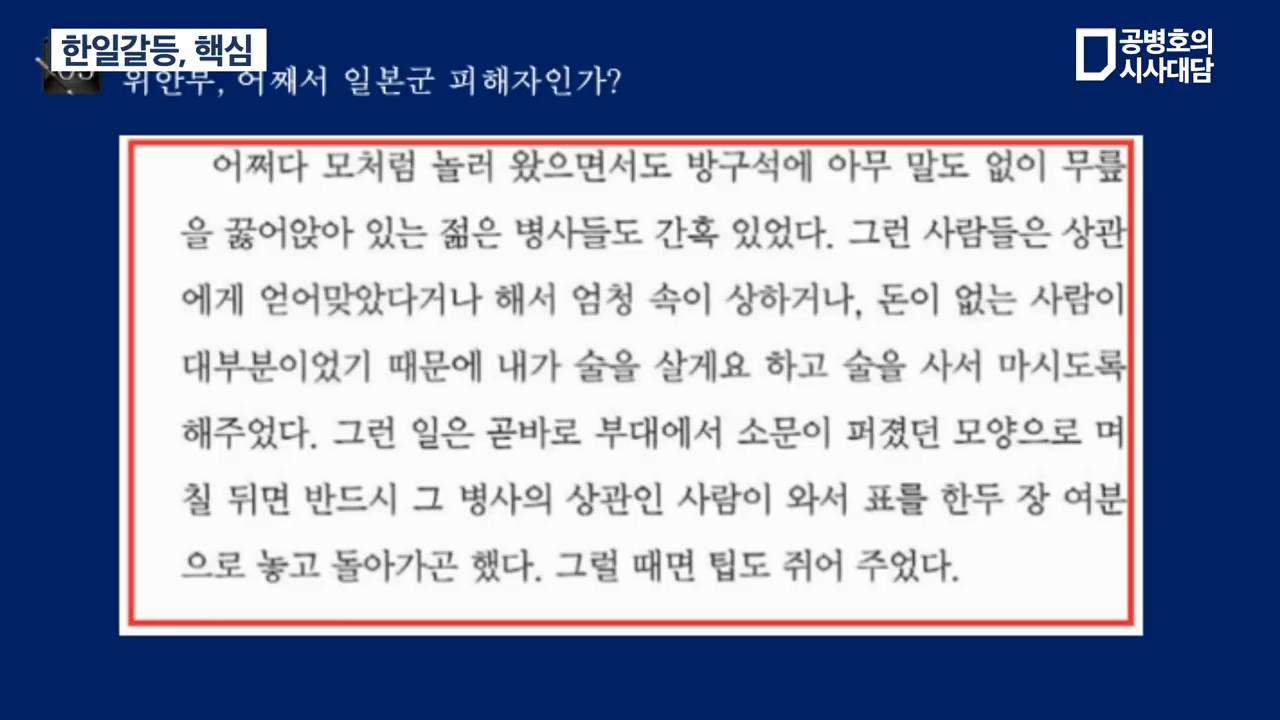 한일갈등, 핵심
공병호의
시사대담
위안부, 어째서 일본군 피해자인가?
어쩌다 모처럼 놀러 왔으면서도 방구석에 아무 말도 없이 무릎
을 꿇어앉아 있는 젊은 병사들도 간혹 있었다. 그런 사람들은 상관
에게 얻어맞았다거나 해서 엄청 속이 상하거나, 돈이 없는 사람이
대부분이었기 때문에 내가 술을 살게요 하고 술을 사서 마시도록
해주었다. 그런 일은 곧바로 부대에서 소문이 퍼졌던 모양으로 며
칠 뒤면 반드시 그 병사의 상관인 사람이 와서 표를 한두 장 여분
으로 놓고 돌아가곤 했다. 그럴 때면 팁도 쥐어 주었다.